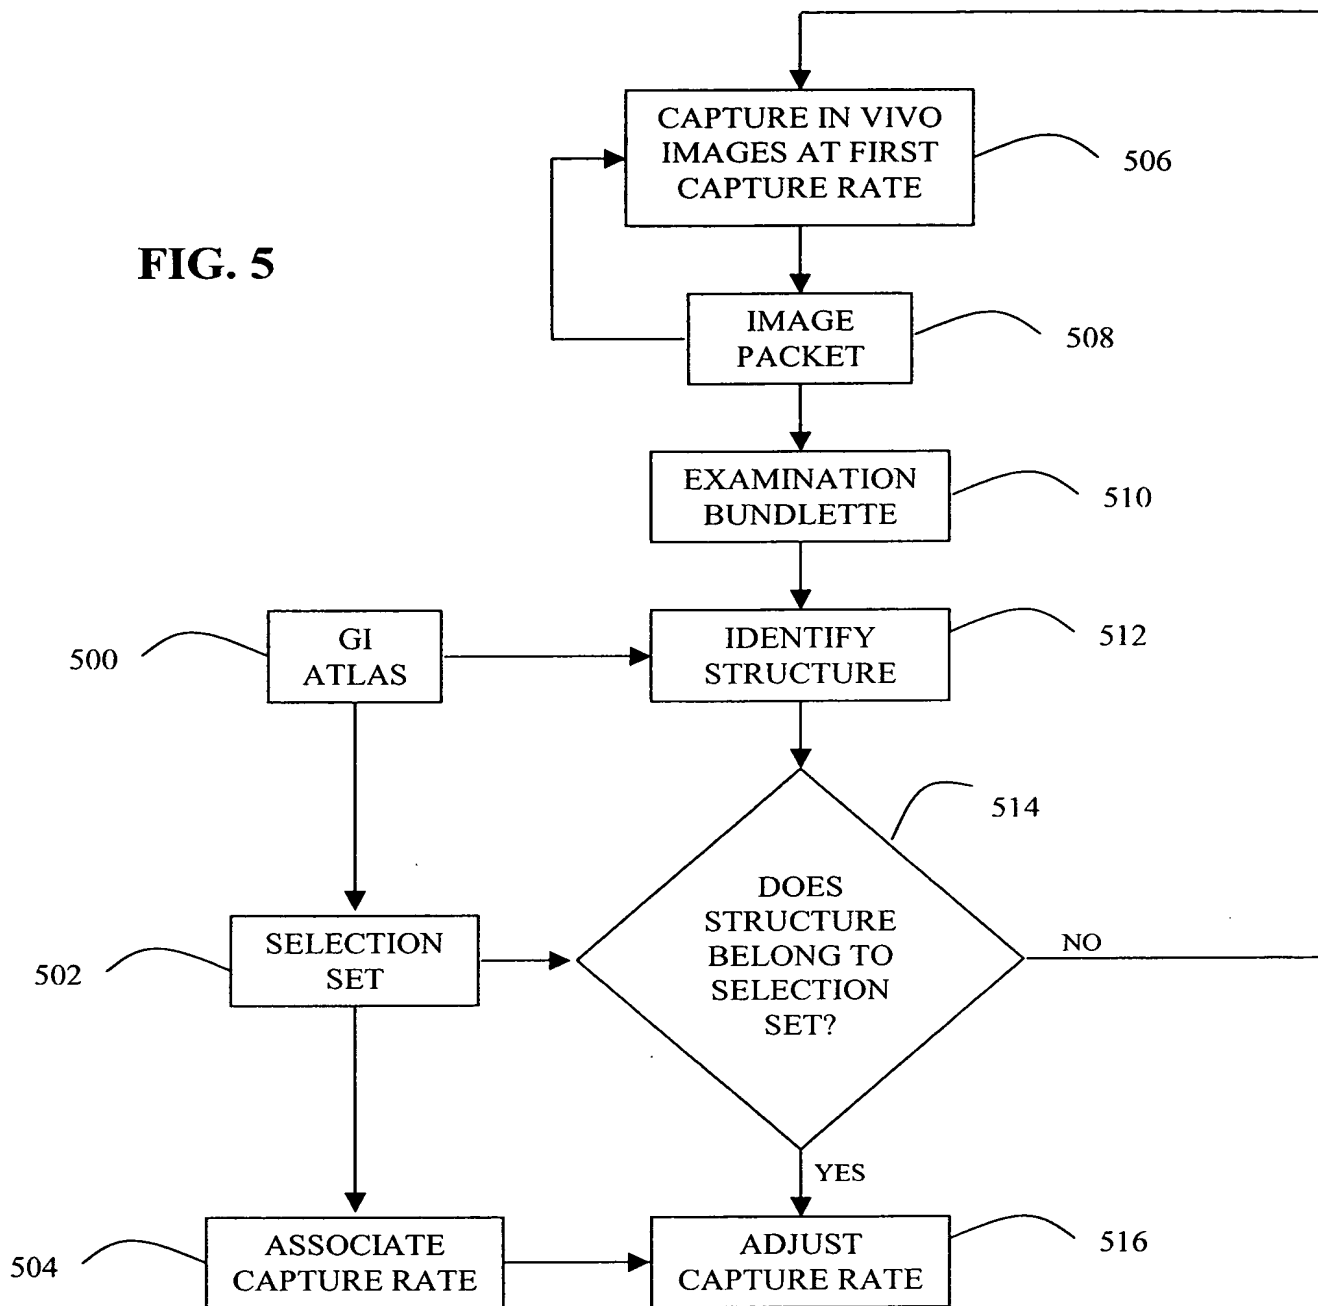 CAPTURE IN VIVO
IMAGES AT FIRST
CAPTURE RATE
506
FIG. 5
IMAGE
PACKET
508
EXAMINATION
BUNDLETTE
510
GI
ATLAS
500
IDENTIFY
STRUCTURE
512
514
DOES
STRUCTURE
BELONG TO
SELECTION
SET?
NO
SELECTION
SET
502
YES
ASSOCIATE
CAPTURE RATE
504
ADJUST
CAPTURE RATE
516